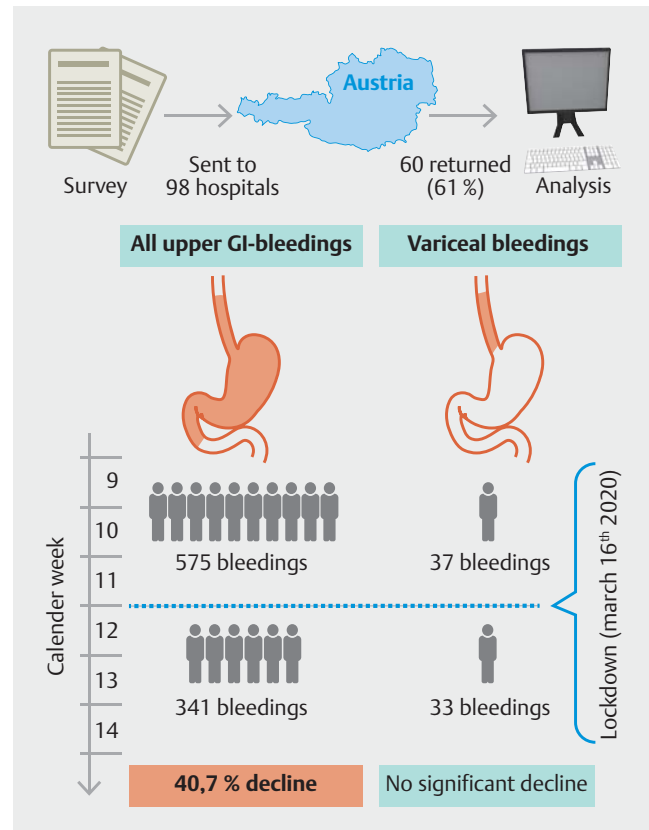 Austria
Survey
Sent to
98 hospitals
60 returned
(61 %)
Analysis
All upper GI-bleedings
Variceal bleedings
Calender week
9
10
11
12
13
14
575 bleedings
37 bleedings
341 bleedings
33 bleedings
Lockdown (march 16th 2020)
40,7 % decline
No significant decline